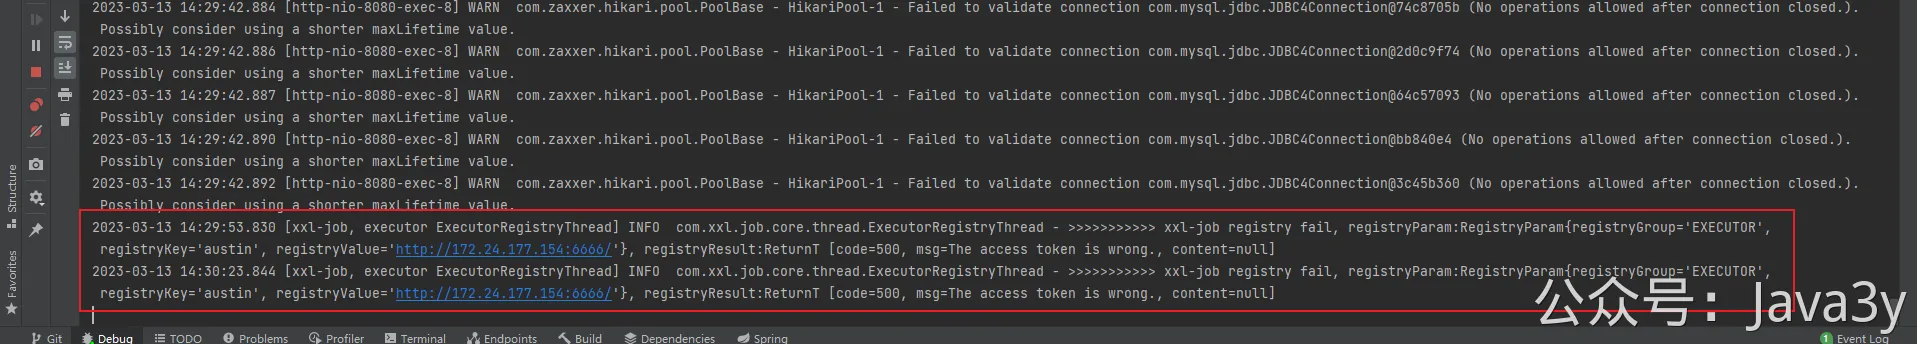 2023-03-13 14:29:42.884 [http-nio-8080-exec-8] WARN  com.zaxxer.hikari.pool.PoolBase - HikariPool-1 - Failed to validate connection com.mysql.jdbc.JDBC4Connection@74c8705b (No operations allowed after connection closed.).
Possibly consider using a shorter maxLifetime value.
2023-03-13 14:29:42.886 [http-nio-8080-exec-8] WARN  com.zaxxer.hikari.pool.PoolBase - HikariPool-1 - Failed to validate connection com.mysql.jdbc.JDBC4Connection@2d0c9f74 (No operations allowed after connection closed.).
Possibly consider using a shorter maxLifetime value.
2023-03-13 14:29:42.887 [http-nio-8080-exec-8] WARN  com.zaxxer.hikari.pool.PoolBase - HikariPool-1 - Failed to validate connection com.mysql.jdbc.JDBC4Connection@64c57093 (No operations allowed after connection closed.).
Possibly consider using a shorter maxLifetime value.
2023-03-13 14:29:42.890 [http-nio-8080-exec-8] WARN  com.zaxxer.hikari.pool.PoolBase - HikariPool-1 - Failed to validate connection com.mysql.jdbc.JDBC4Connection@bb840e4 (No operations allowed after connection closed.).
Possibly consider using a shorter maxLifetime value.
2023-03-13 14:29:42.892 [http-nio-8080-exec-8] WARN  com.zaxxer.hikari.pool.PoolBase - HikariPool-1 - Failed to validate connection com.mysql.jdbc.JDBC4Connection@3c45b360 (No operations allowed after connection closed.).
Possibly consider using a shorter maxLifetime value.
2023-03-13 14:29:53.830 [xxl-job, executor ExecutorRegistryThread] INFO  com.xxl.job.core.thread.ExecutorRegistryThread - >>>>>>>>>>> xxl-job registry fail, registryParam:RegistryParam{registryGroup='EXECUTOR',
registryKey='austin', registryValue='http://172.24.177.154:6666/'}, registryResult:ReturnT [code=500, msg=The access token is wrong., content=null]
2023-03-13 14:30:23.844 [xxl-job, executor ExecutorRegistryThread] INFO  com.xxl.job.core.thread.ExecutorRegistryThread - >>>>>>>>>>> xxl-job registry fail, registryParam:RegistryParam{registryGroup='EXECUTOR',
registryKey='austin', registryValue='http://172.24.177.154:6666/'}, registryResult:ReturnT [code=500, msg=The access token is wrong., content=null]
Structure
Favorites
公众号：Java3y
Git Debug TODO Problems Profiler Terminal Endpoints Build Dependencies Spring 1 Event Log